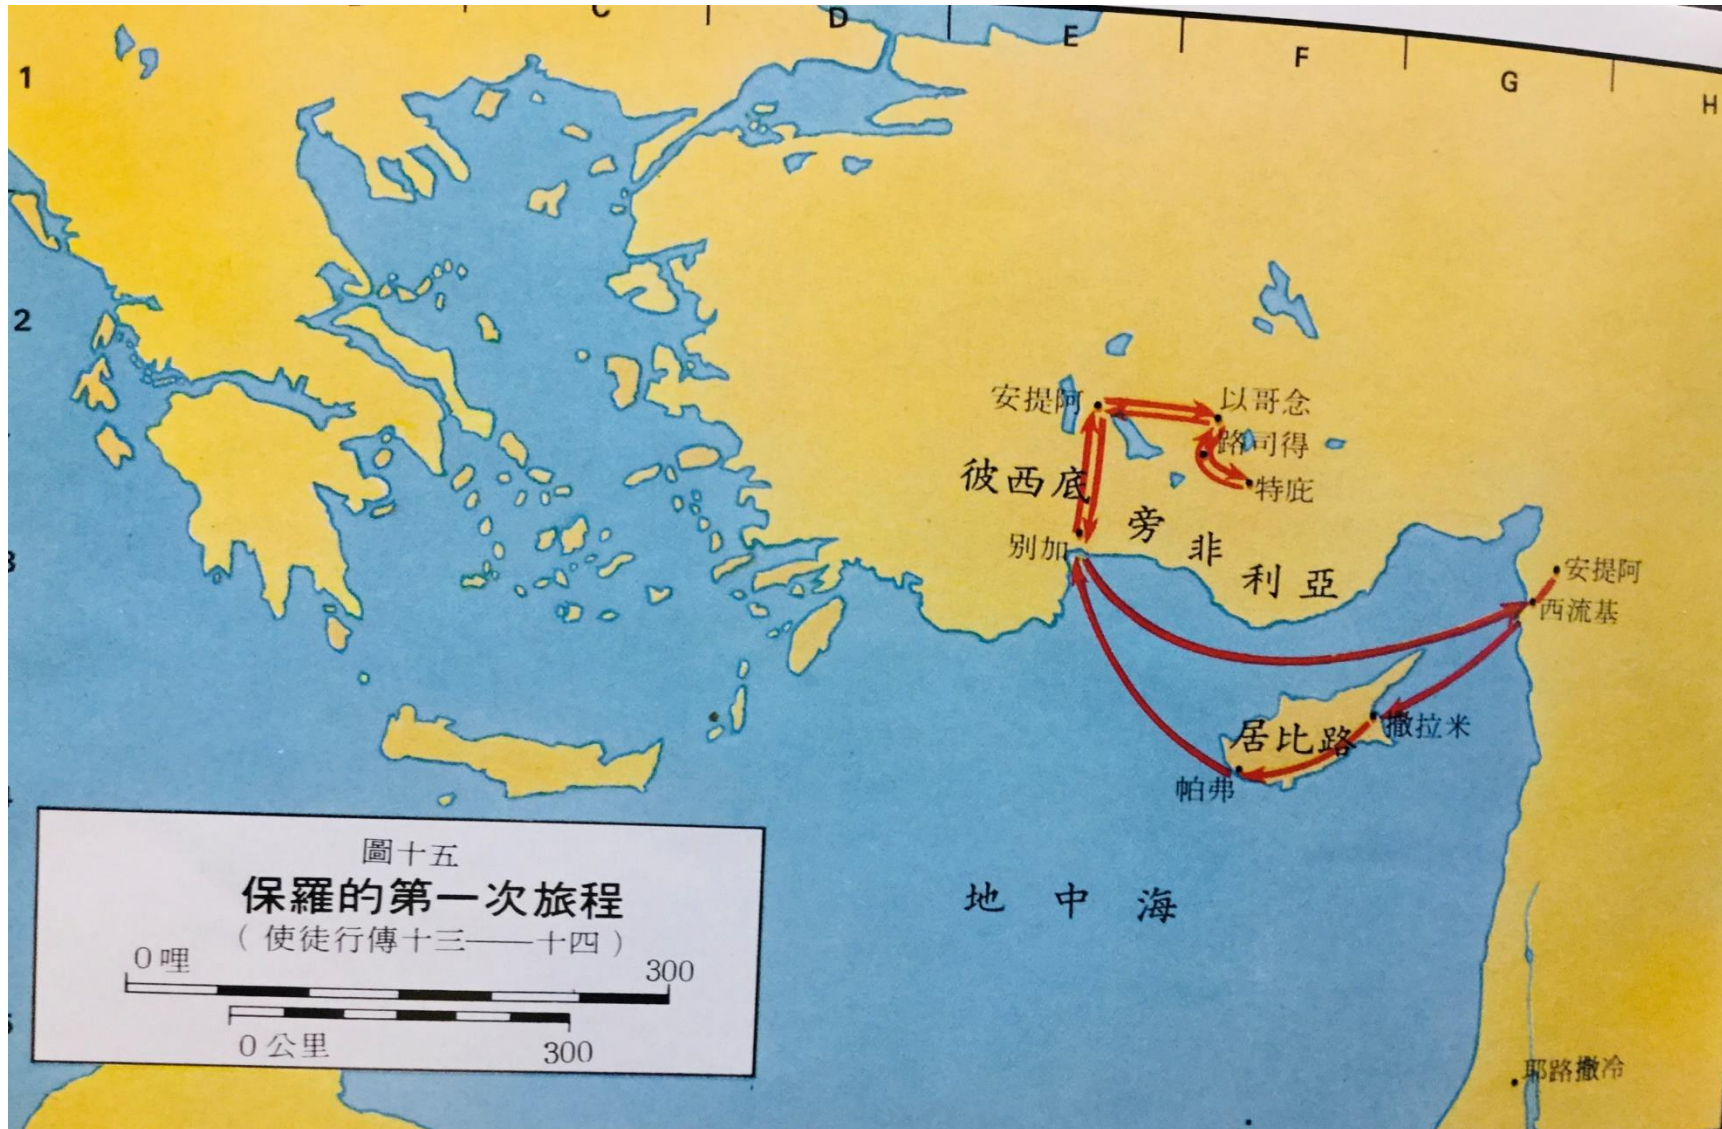 C
D
E
F
G
H
1
2
3
安提阿
以哥念
路司得
特庇
彼西底
別加
旁非利亞
安提阿
西流基
居比路
撒拉米
帕弗
地中海
耶路撒冷
圖十五
保羅的第一次旅程
(使徒行傳十三——十四)
0哩 300
0公里 300